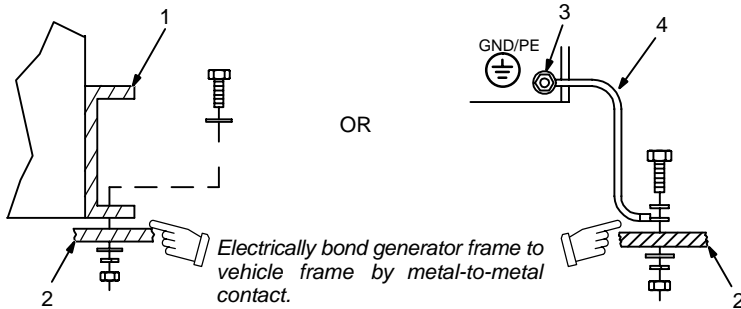 1
3
4
GND/PE
OR
2
Electrically bond generator frame to
vehicle frame by metal-to-metal
contact.
2